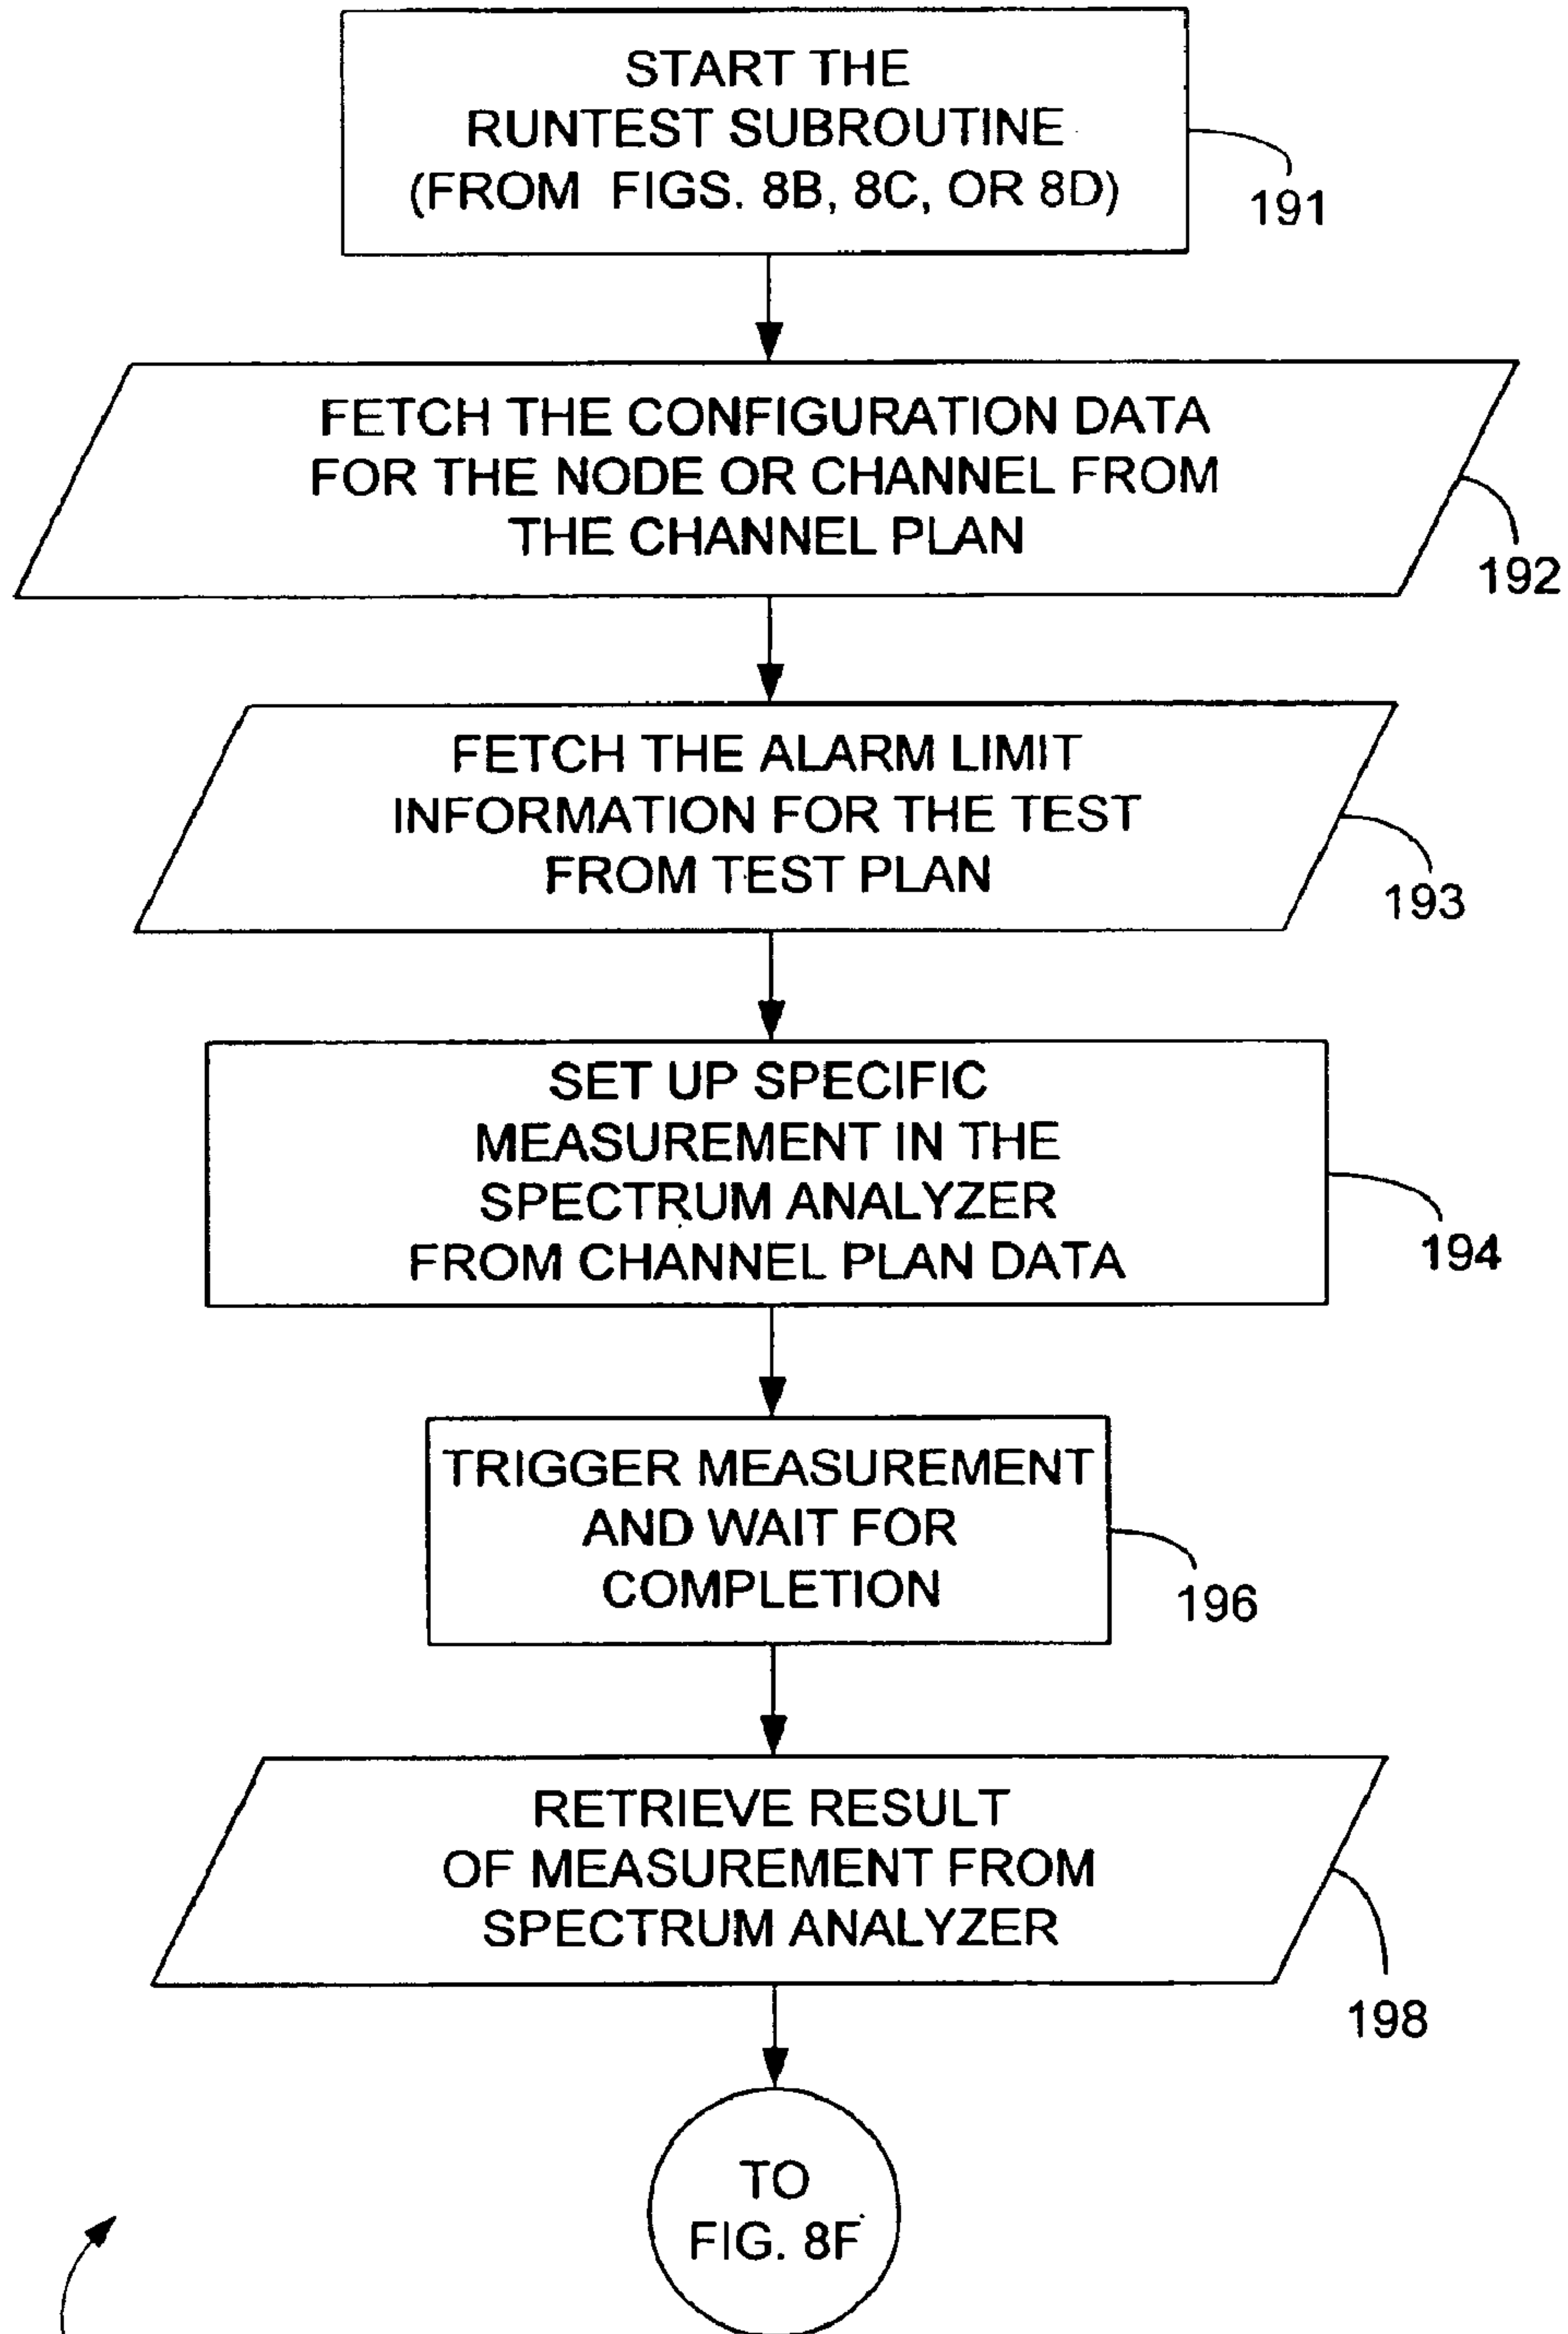 START THE
RUNTEST SUBROUTINE
(FROM FIGS. 8B, 8C, OR 8D)
191
FETCH THE CONFIGURATION DATA
FOR THE NODE OR CHANNEL FROM
THE CHANNEL PLAN
192
FETCH THE ALARM LIMIT
INFORMATION FOR THE TEST
FROM TEST PLAN
193
SET UP SPECIFIC
MEASUREMENT IN THE
SPECTRUM ANALYZER
FROM CHANNEL PLAN DATA
194
TRIGGER MEASUREMENT
AND WAIT FOR
COMPLETION
196
RETRIEVE RESULT
OF MEASUREMENT FROM
SPECTRUM ANALYZER
198
TO
FIG. 8F